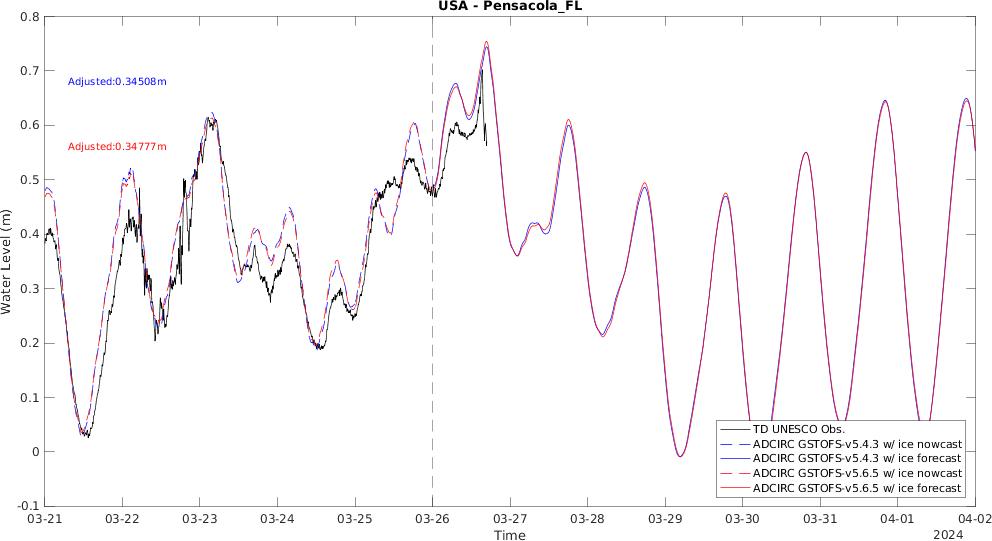 USA - Pensacola_FL
0.8
0.7
0.6
0.5
0.4
0.3
0.2
0.1
0
-0.1
Water Level (m)
Adjusted:0.34508m
Adjusted:0.34777m
TD UNESCO Obs.
ADCIRC GSTOFS-v5.4.3 w/ ice nowcast
ADCIRC GSTOFS-v5.4.3 w/ ice forecast
ADCIRC GSTOFS-v5.6.5 w/ ice nowcast
ADCIRC GSTOFS-v5.6.5 w/ ice forecast
03-21 03-22 03-23 03-24 03-25 03-26 03-27 03-28 03-29 03-30 03-31 04-01 04-02
Time
2024